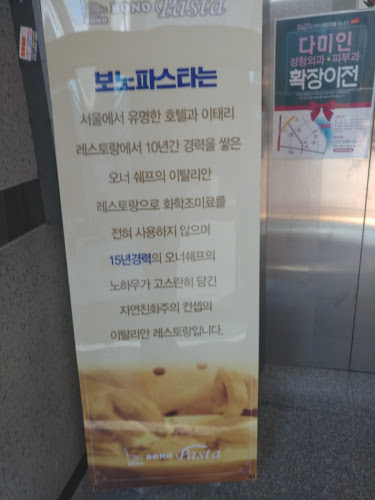 BONO Pasta
보노파스타는
서울에서 유명한 호텔과 이태리
레스토랑에서 10년간 경력을 쌓은
오너 쉐프의 이탈리안
레스토랑으로 화학조미료를
전혀 사용하지 않으며
15년경력의 오너쉐프의
노하우가 고스란히 담긴
자연친화주의 컨셉의
이탈리안 레스토랑입니다.
BONO Pasta
다미인
성형외과·피부과
확장이전